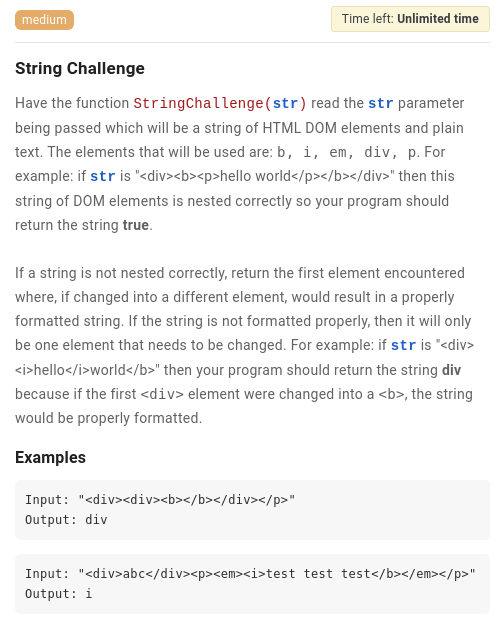 medium
Time left: Unlimited time
String Challenge
Have the function StringChallenge(str) read the str parameter
being passed which will be a string of HTML DOM elements and plain
text. The elements that will be used are: b, i, em, div, p. For
example: if str is "<div><b><p>hello world</p></b></div>" then this
string of DOM elements is nested correctly so your program should
return the string true.
If a string is not nested correctly, return the first element encountered
where, if changed into a different element, would result in a properly
formatted string. If the string is not formatted properly, then it will only
be one element that needs to be changed. For example: if str is "<div>
<i>hello</i>world</b>" then your program should return the string div
because if the first <div> element were changed into a <b>, the string
would be properly formatted.
Examples
Input: "<div><div><b></b></div></p>"
Output: div
Input: "<div>abc</div><p><em><i>test test test</b></em></p>"
Output: i